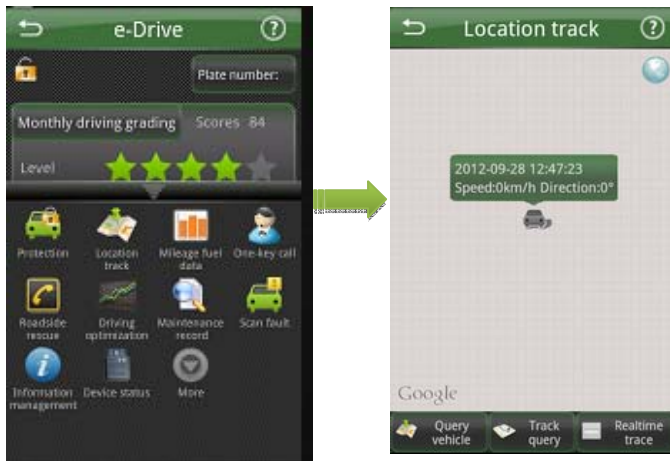 e-Drive
Plate number:
Monthly driving grading Scores 84
Level
Protection
Location
track
Mileage fuel
data
One-key call
Roadside
rescue
Driving
optimization
Maintenance
record
Scan fault
Information
management
Device status
More
Location track
2012-09-28 12:47:23
Speed:0km/h Direction:0°
Google
Query
vehicle
Track
query
Realtime
trace